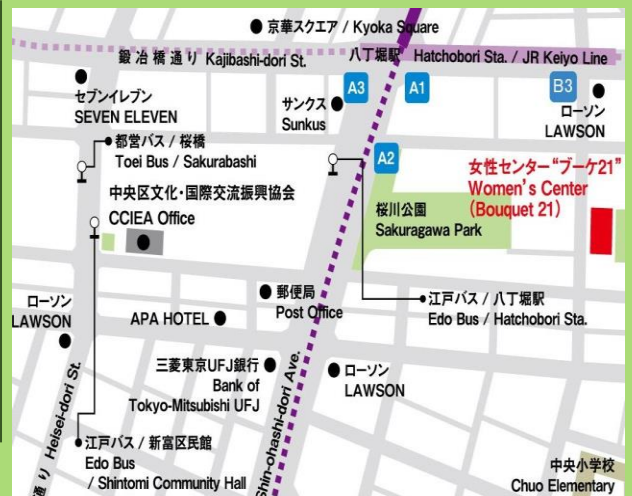 京華スクエア / Kyoka Square
鍛冶橋通り Kajibashi-dori St.
八丁堀駅 Hatchobori Sta. / JR Keiyo Line
A3
A1
B3
セブンイレブン
SEVEN ELEVEN
サンクス
Sunkus
ローソン
LAWSON
都営バス / 桜橋
Toei Bus / Sakurabashi
A2
女性センター“ブーケ21”
Women's Center
(Bouquet 21)
中央区文化・国際交流振興協会
CCIEA Office
桜川公園
Sakuragawa Park
郵便局
Post Office
江戸バス / 八丁堀駅
Edo Bus / Hatchobori Sta.
ローソン
LAWSON
APA HOTEL
三菱東京UFJ銀行
Bank of
Tokyo-Mitsubishi UFJ
ローソン
LAWSON
通り Heisei-dori St.
Shin-ohashi-dori Ave.
江戸バス / 新富区民館
Edo Bus
/ Shintomi Community Hall
中央小学校
Chuo Elementary